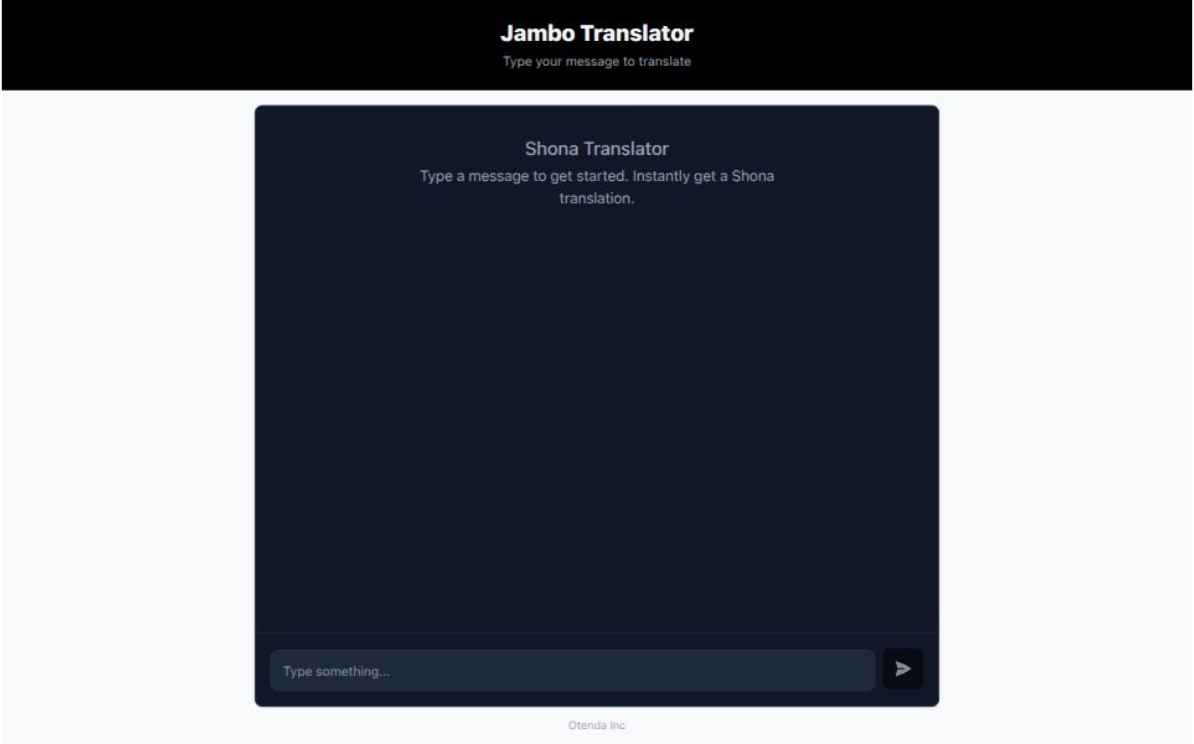 Jambo Translator
Type your message to translate
Shona Translator
Type a message to get started. Instantly get a Shona
translation.
Type something...
Otenda Inc